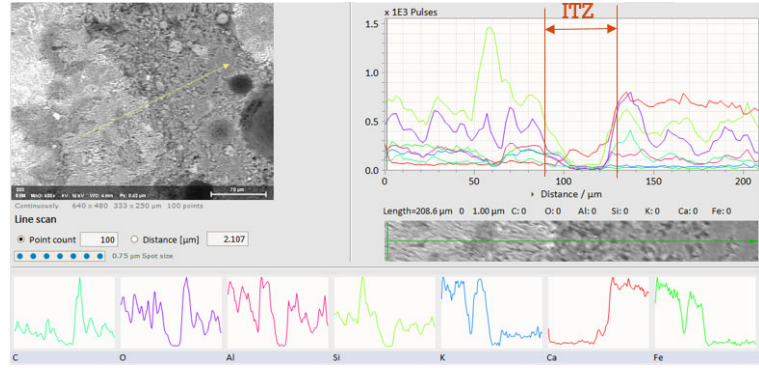 x 1E3 Pulses
ITZ
1.5
1.0
0.5
0.0
0 50 100 150 200
Distance / µm
Continuously 640 x 480 333 x 250 µm 100 points
Line scan
Point count 100 Distance [µm] 2.107
0.75 µm Spot size
Length=208.6 µm 0 1.00 µm C: 0 O: 0 Al: 0 Si: 0 K: 0 Ca: 0 Fe: 0
C O Al Si K Ca Fe